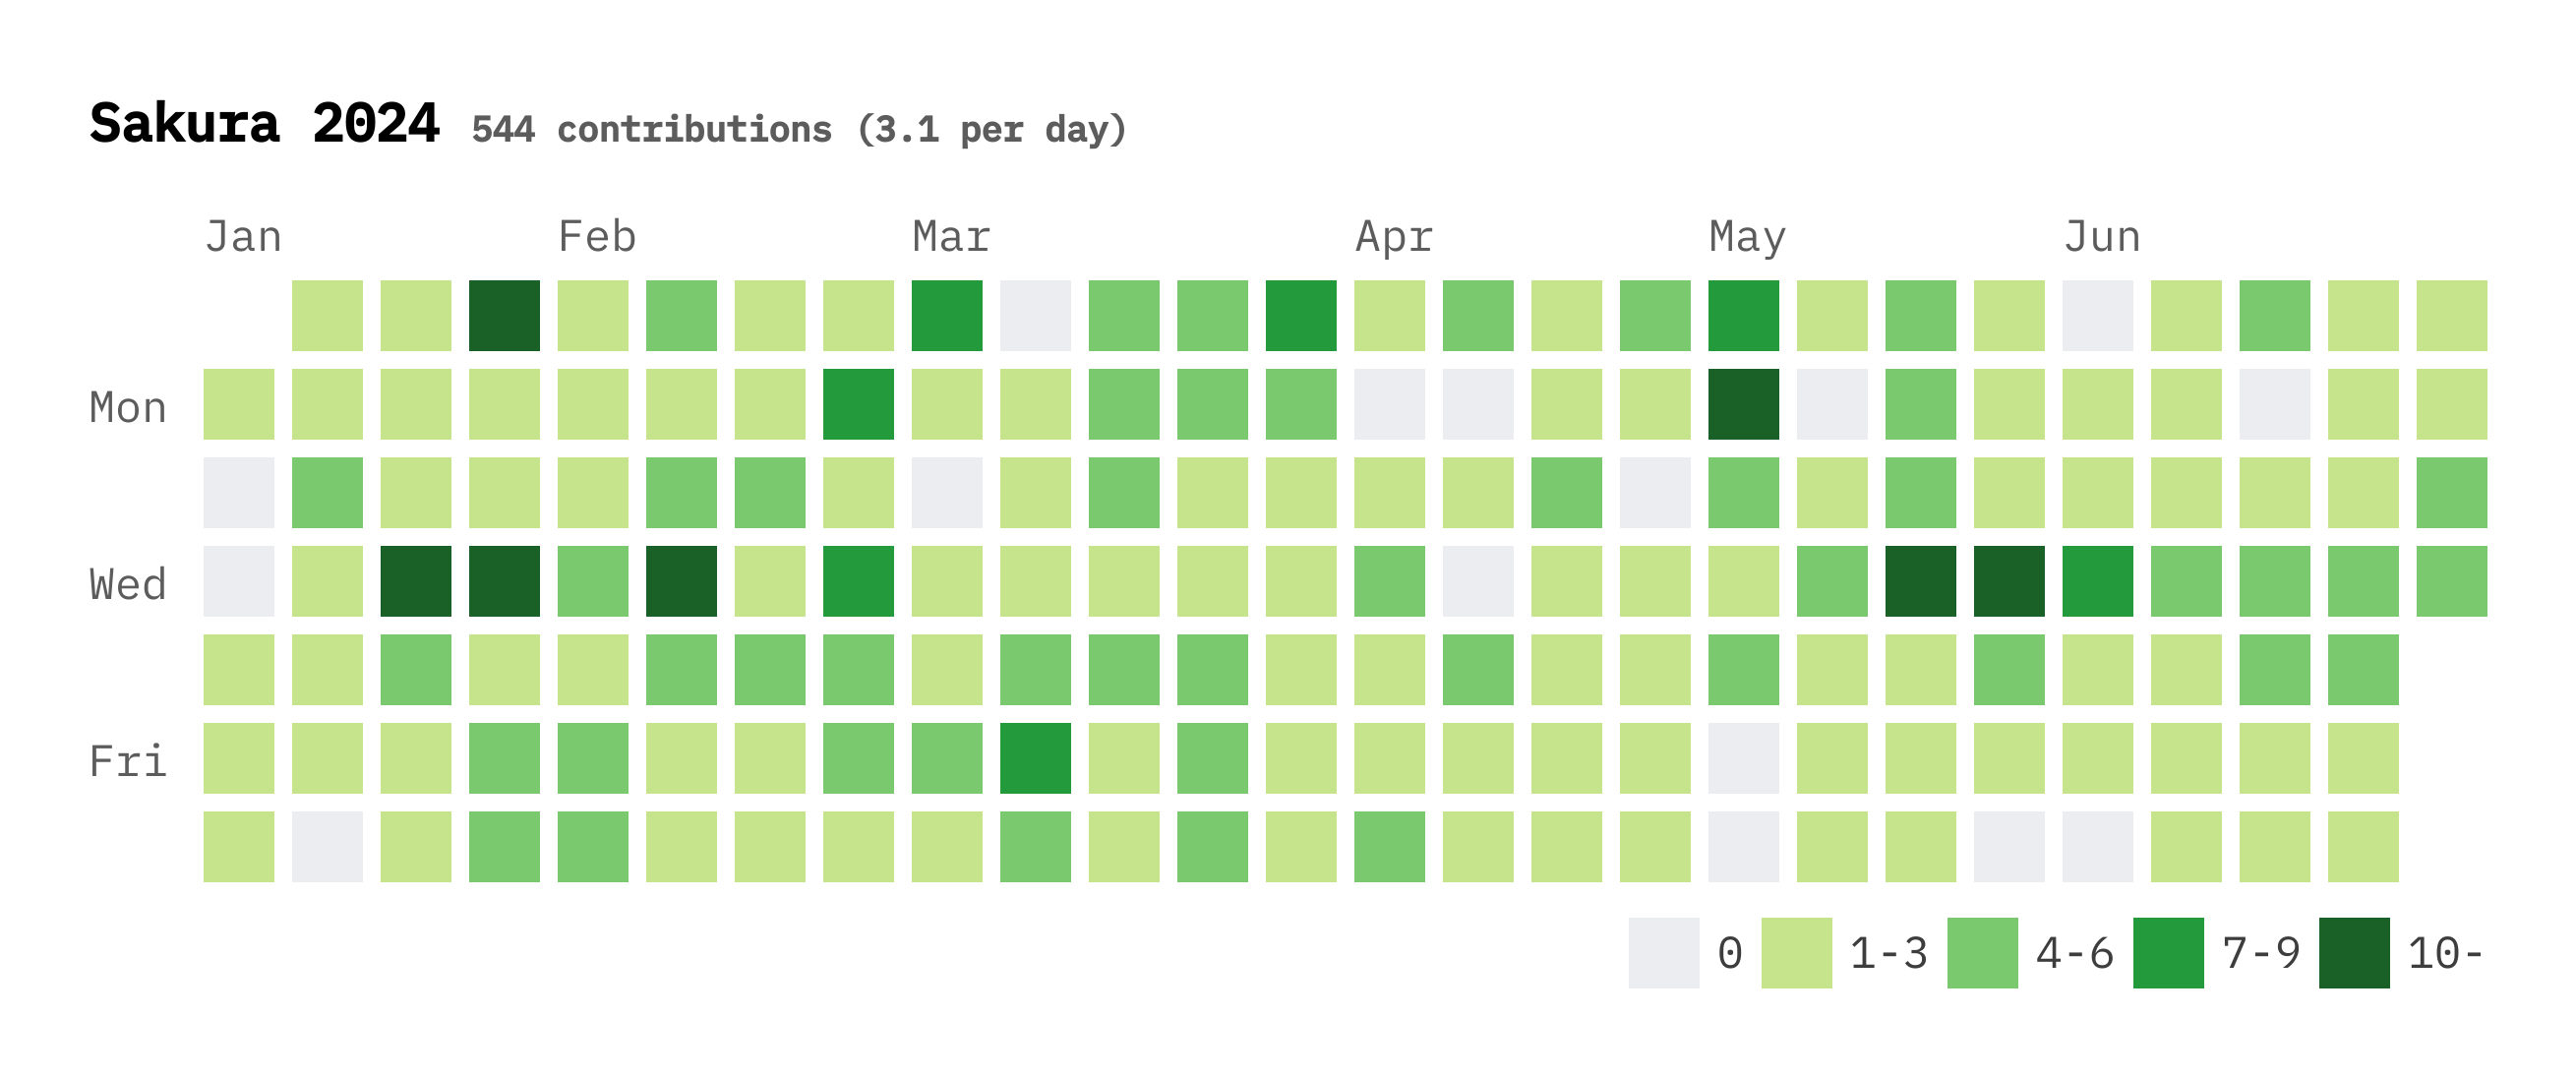 Sakura 2024 544 contributions (3.1 per day)
Jan Feb Mar Apr May Jun
Mon
Wed
Fri
0 1-3 4-6 7-9 10-